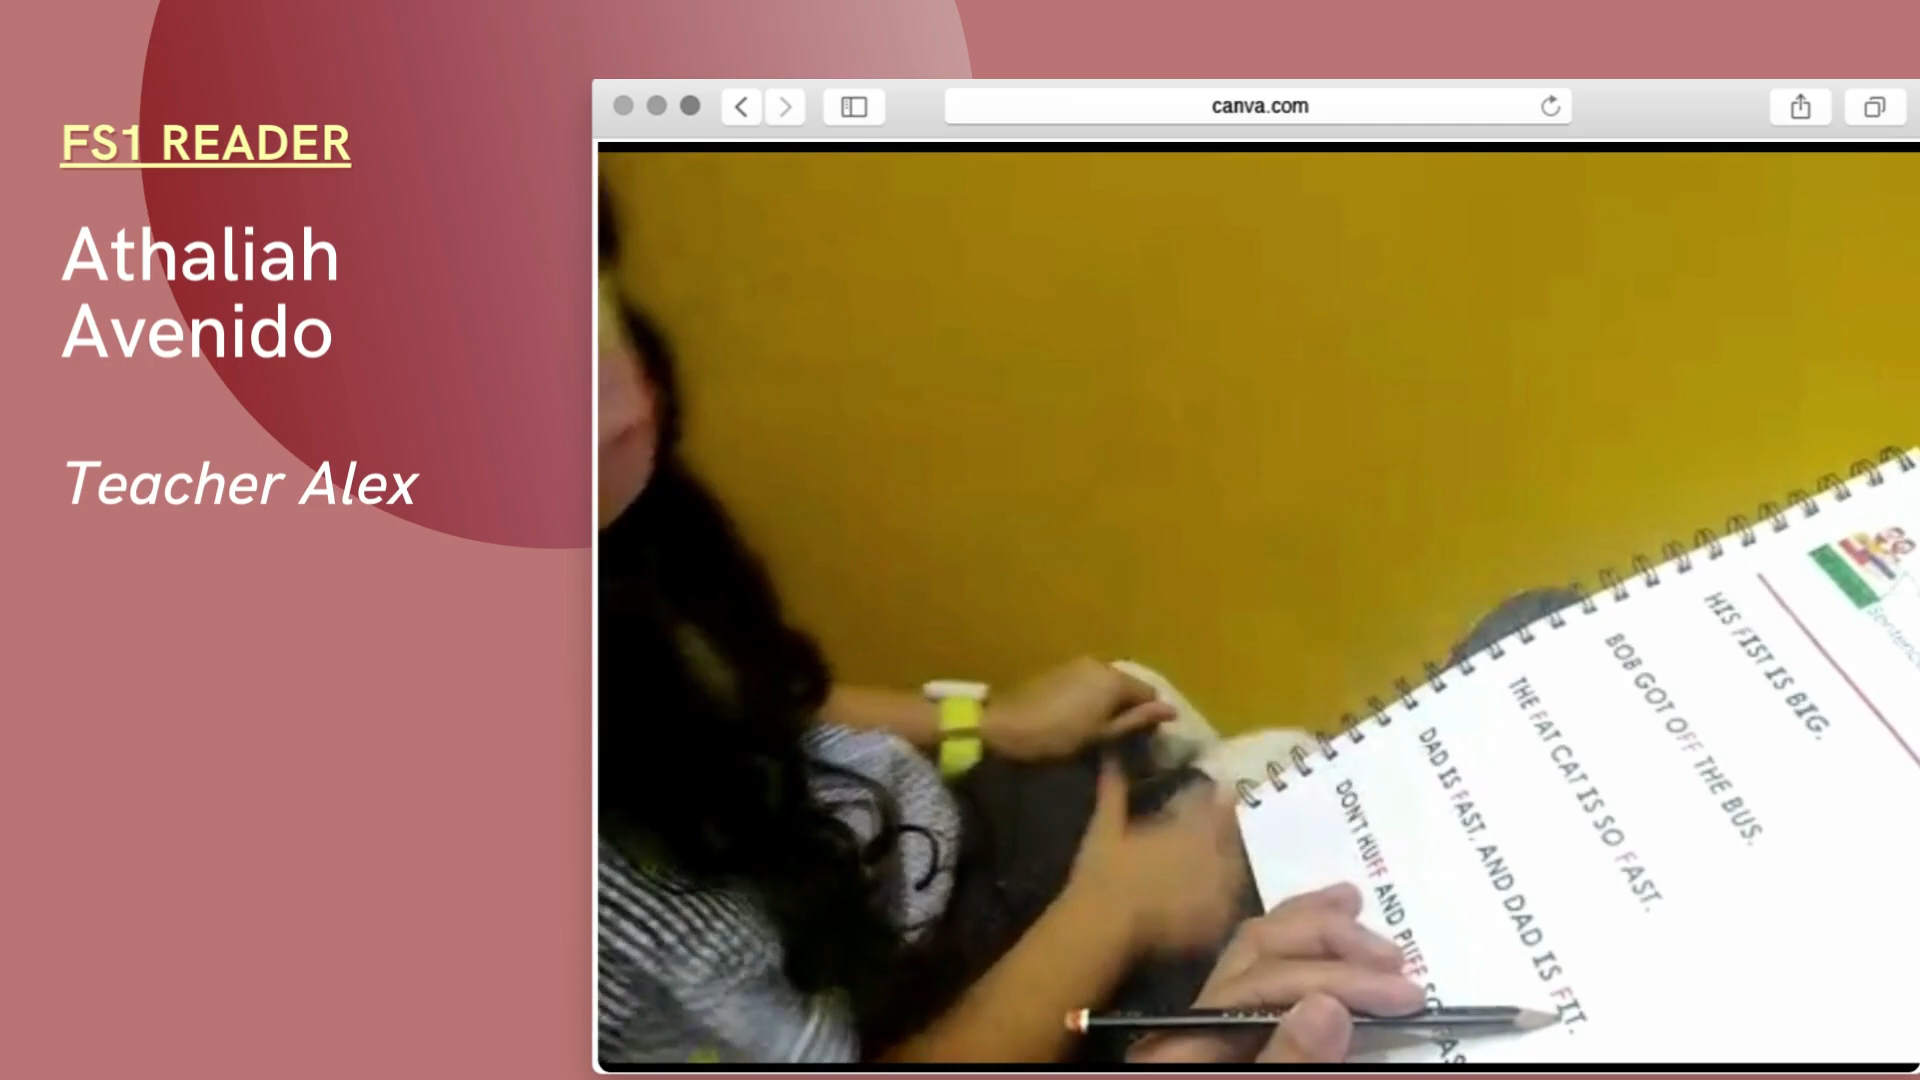 FS1 READER
Athaliah
Avenido
Teacher Alex
canva.com
HIS FIST IS BIG.
BOB GOT OFF THE BUS.
THE FAT CAT IS SO FAST.
DAD IS FAST, AND DAD IS FIT.
DON'T HUFF AND PUFF SO